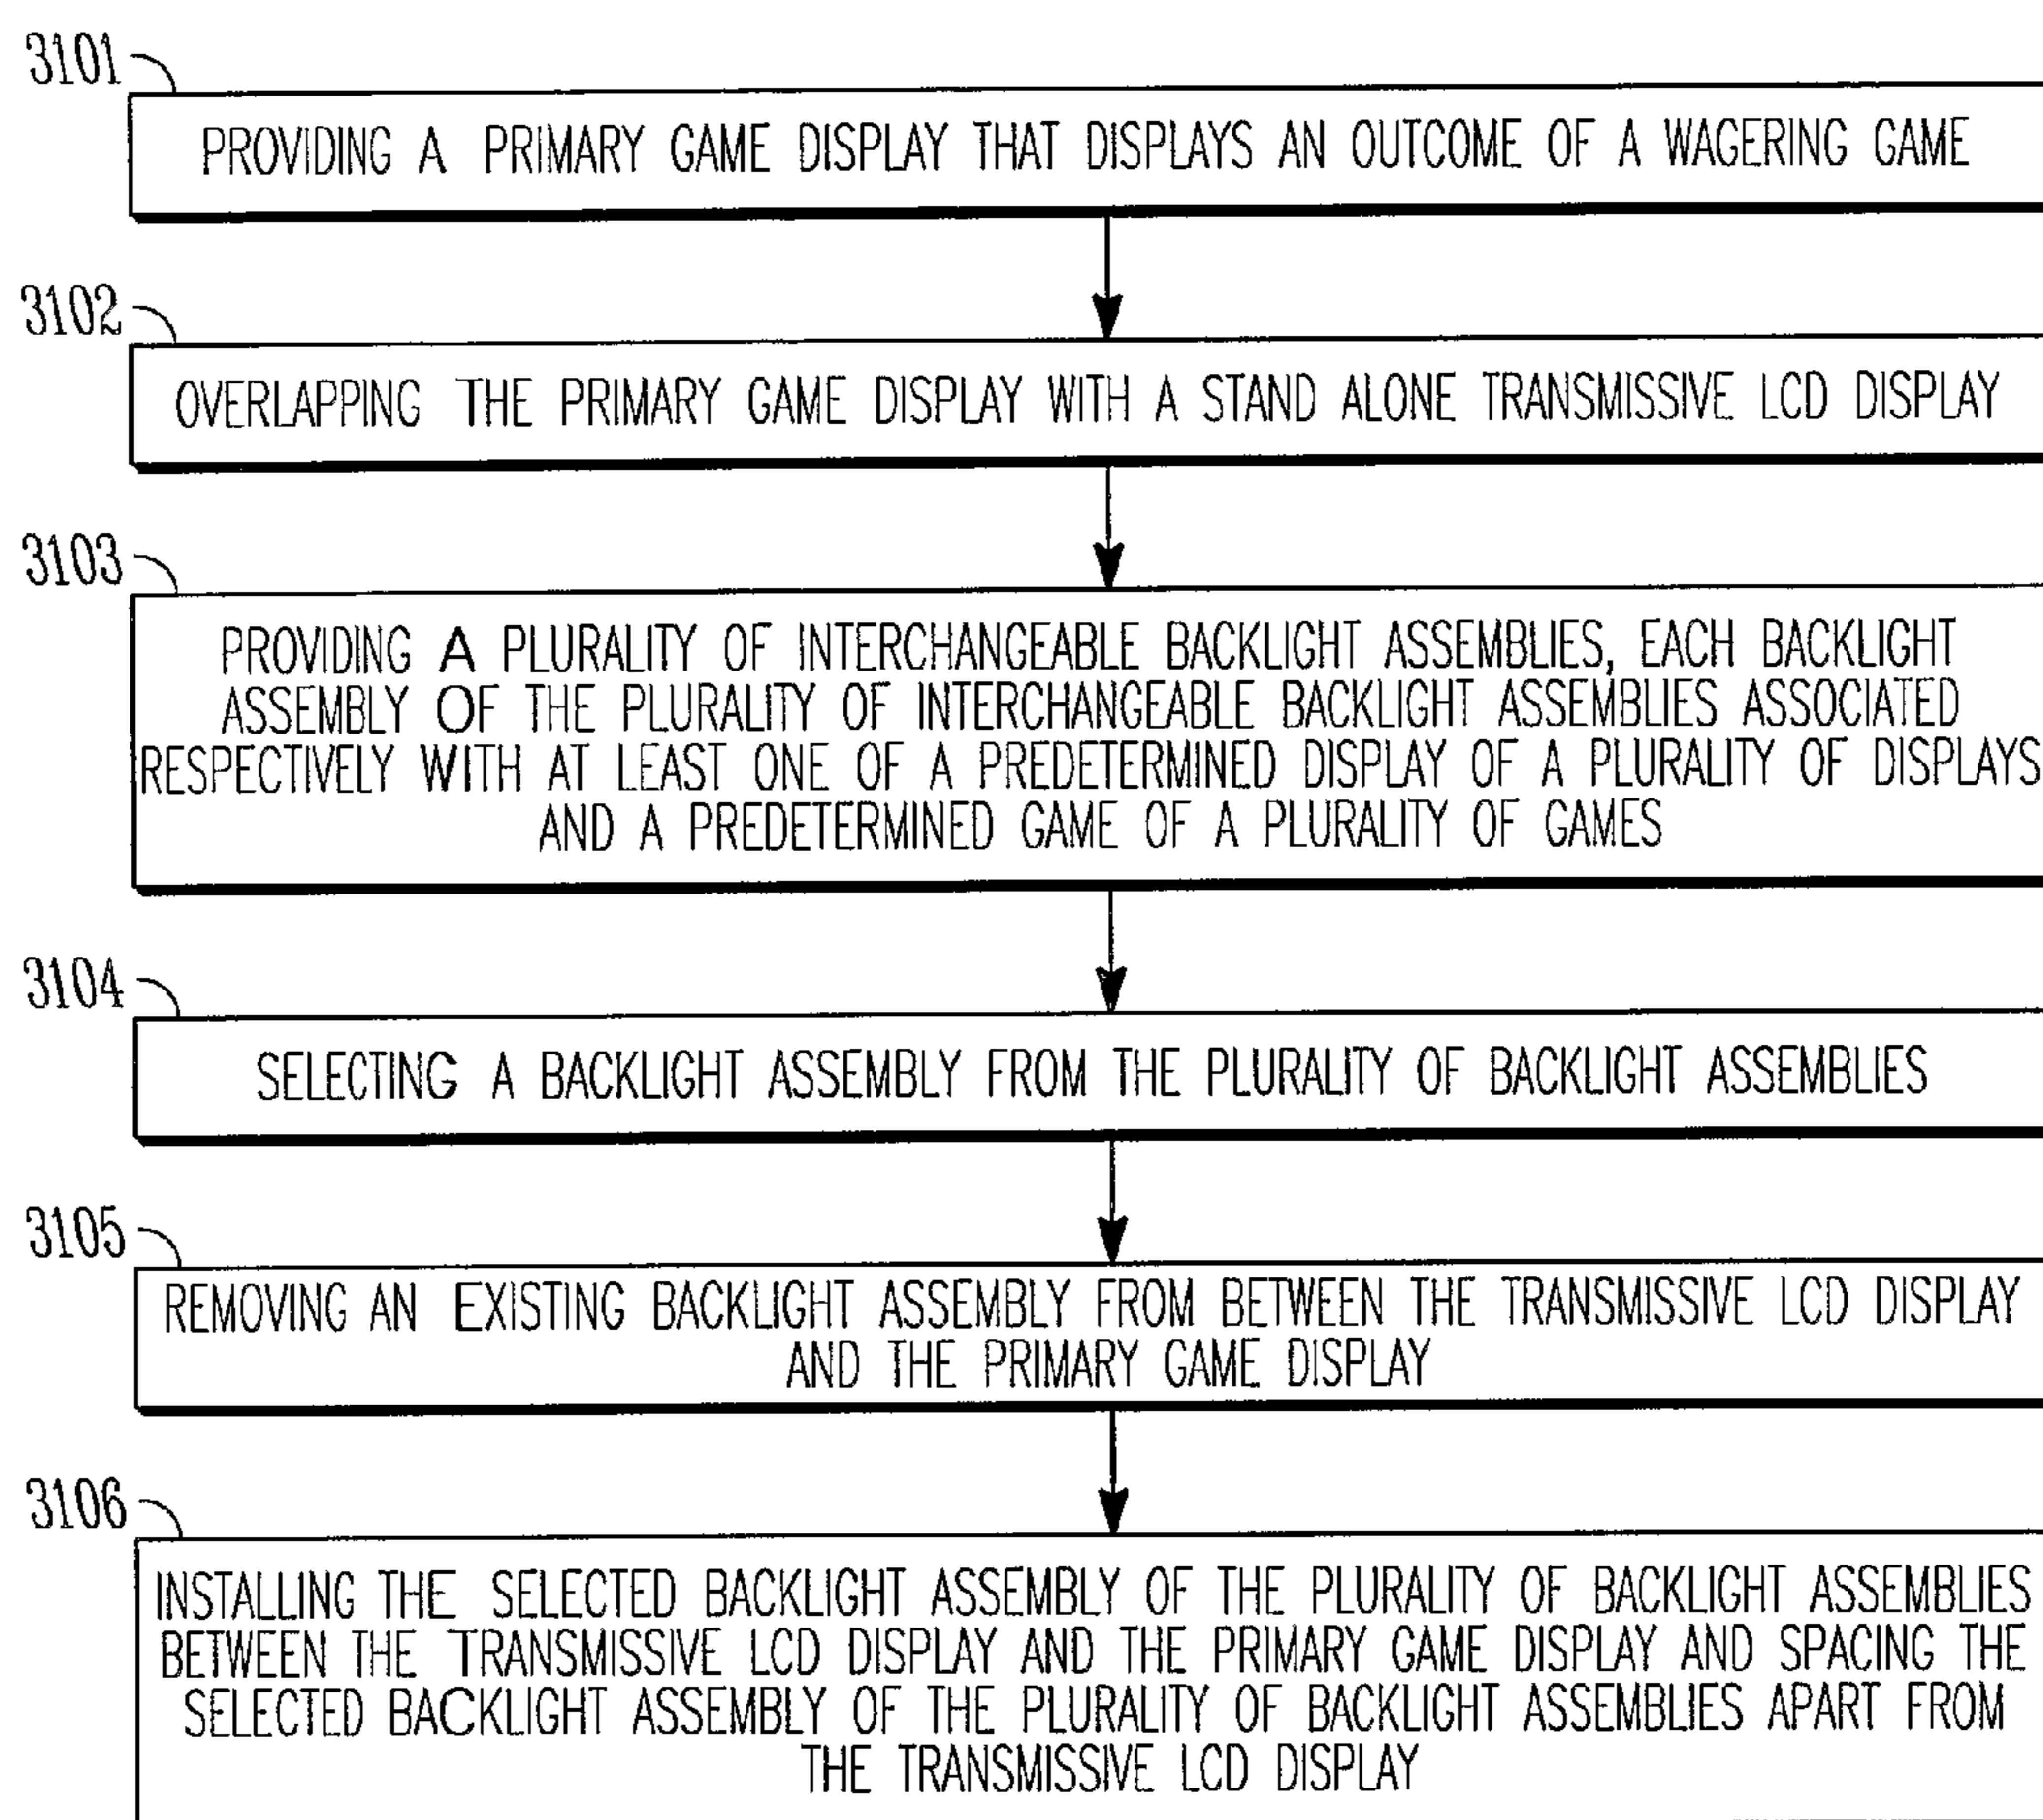 3101
PROVIDING A PRIMARY GAME DISPLAY THAT DISPLAYS AN OUTCOME OF A WAGERING GAME
3102
OVERLAPPING THE PRIMARY GAME DISPLAY WITH A STAND ALONE TRANSMISSIVE LCD DISPLAY
3103
PROVIDING A PLURALITY OF INTERCHANGEABLE BACKLIGHT ASSEMBLIES, EACH BACKLIGHT
ASSEMBLY OF THE PLURALITY OF INTERCHANGEABLE BACKLIGHT ASSEMBLIES ASSOCIATED
RESPECTIVELY WITH AT LEAST ONE OF A PREDETERMINED DISPLAY OF A PLURALITY OF DISPLAYS
AND A PREDETERMINED GAME OF A PLURALITY OF GAMES
3104
SELECTING A BACKLIGHT ASSEMBLY FROM THE PLURALITY OF BACKLIGHT ASSEMBLIES
3105
REMOVING AN EXISTING BACKLIGHT ASSEMBLY FROM BETWEEN THE TRANSMISSIVE LCD DISPLAY
AND THE PRIMARY GAME DISPLAY
3106
INSTALLING THE SELECTED BACKLIGHT ASSEMBLY OF THE PLURALITY OF BACKLIGHT ASSEMBLIES
BETWEEN THE TRANSMISSIVE LCD DISPLAY AND THE PRIMARY GAME DISPLAY AND SPACING THE
SELECTED BACKLIGHT ASSEMBLY OF THE PLURALITY OF BACKLIGHT ASSEMBLIES APART FROM
THE TRANSMISSIVE LCD DISPLAY